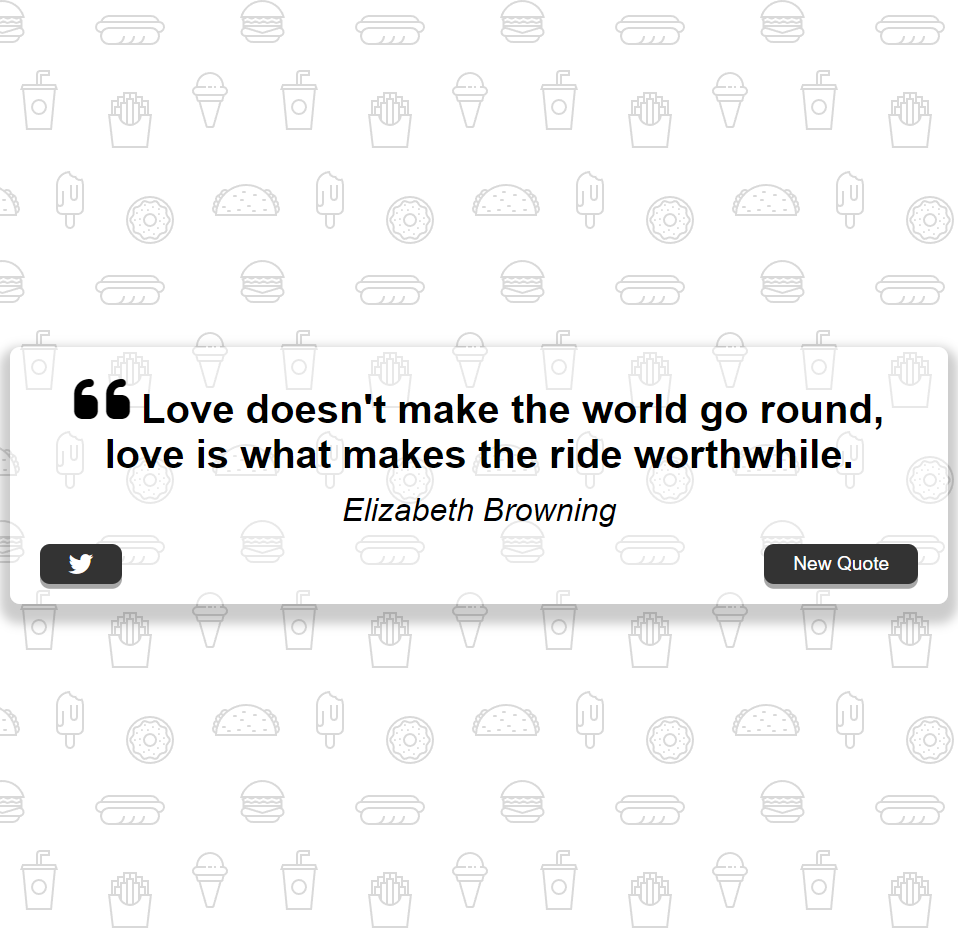 Love doesn't make the world go round,
love is what makes the ride worthwhile.
Elizabeth Browning
New Quote